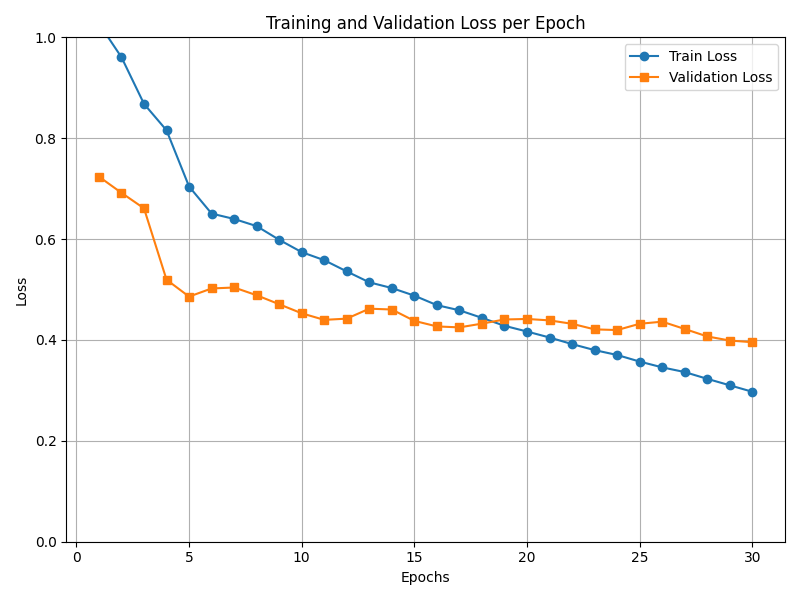 Training and Validation Loss per Epoch
Train Loss
Validation Loss
Loss
1.0
0.8
0.6
0.4
0.2
0.0
0 5 10 15 20 25 30
Epochs